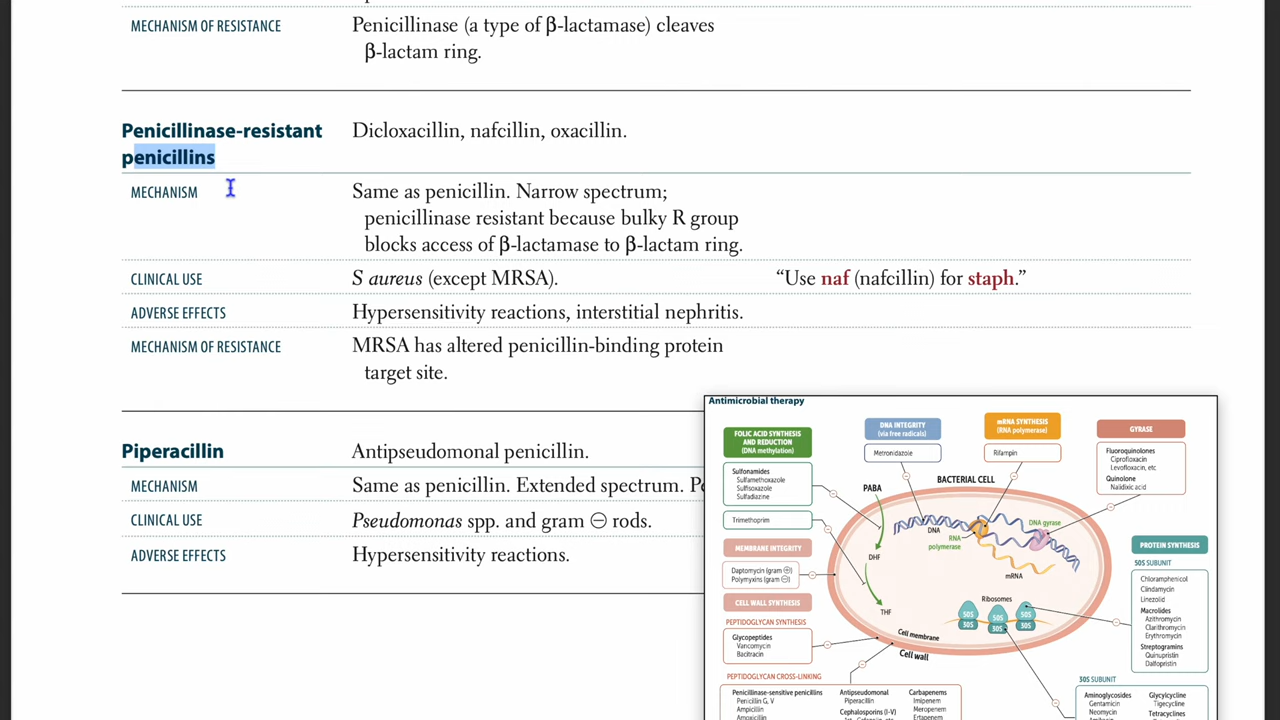 MECHANISM OF RESISTANCE
Penicillinase (a type of β-lactamase) cleaves
β-lactam ring.
Penicillinase-resistant
penicillins
Dicloxacillin, nafcillin, oxacillin.
MECHANISM
Same as penicillin. Narrow spectrum;
penicillinase resistant because bulky R group
blocks access of β-lactamase to β-lactam ring.
CLINICAL USE
S aureus (except MRSA).
“Use naf (nafcillin) for staph.”
ADVERSE EFFECTS
Hypersensitivity reactions, interstitial nephritis.
MECHANISM OF RESISTANCE
MRSA has altered penicillin-binding protein
target site.
Piperacillin
Antipseudomonal penicillin.
MECHANISM
Same as penicillin. Extended spectrum.
CLINICAL USE
Pseudomonas spp. and gram ⊖ rods.
ADVERSE EFFECTS
Hypersensitivity reactions.
Antimicrobial therapy
FOLIC ACID SYNTHESIS
AND REDUCTION
(DNA methylation)
Sulfonamides
Sulfamethoxazole
Sulfisoxazole
Sulfadiazine
Trimethoprim
MEMBRANE INTEGRITY
Daptomycin (gram ⊕)
Polymyxins (gram ⊖)
CELL WALL SYNTHESIS
PEPTIDOGLYCAN SYNTHESIS
Glycopeptides
Vancomycin
Bacitracin
PEPTIDOGLYCAN CROSS-LINKING
Penicillinase-sensitive penicillins
Penicillin G, V
Ampicillin
Antipseudomonal
Piperacillin
Cephalosporins (I-V)
Carbapenems
Imipenem
Meropenem
Ertapenem
DNA INTEGRITY
(via free radicals)
Metronidazole
mRNA SYNTHESIS
(RNA polymerase)
Rifampin
GYRASE
Fluoroquinolones
Ciprofloxacin
Levofloxacin, etc
Quinolone
Nalidixic acid
PABA
BACTERIAL CELL
DNA
RNA
polymerase
DNA gyrase
mRNA
DHF
THF
Ribosomes
50S
30S
50S
30S
50S
30S
Cell membrane
Cell wall
PROTEIN SYNTHESIS
50S SUBUNIT
Chloramphenicol
Clindamycin
Linezolid
Macrolides
Azithromycin
Clarithromycin
Erythromycin
Streptogramins
Quinupristin
Dalfopristin
30S SUBUNIT
Aminoglycosides
Gentamicin
Neomycin
Glycylcycline
Tigecycline
Tetracyclines